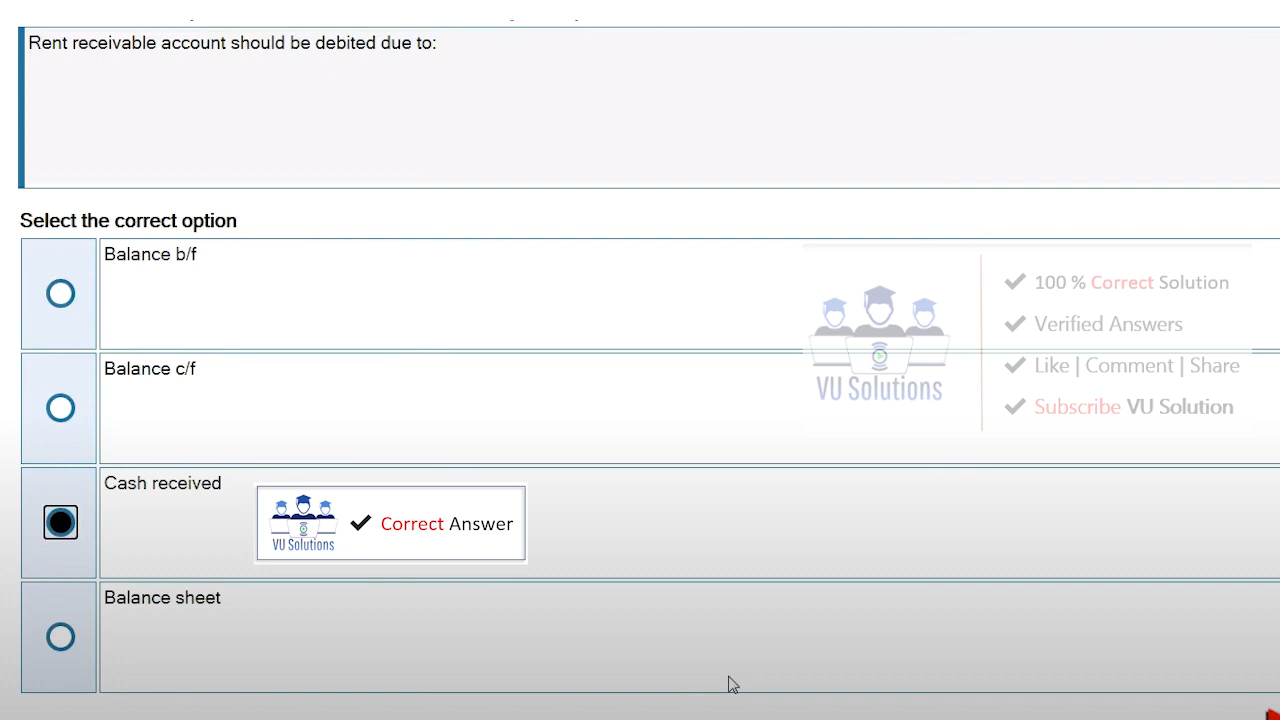 Rent receivable account should be debited due to:
Select the correct option
Balance b/f
Balance c/f
Cash received
Balance sheet
VU Solutions
Correct Answer
VU Solutions
100 % Correct Solution
Verified Answers
Like | Comment | Share
Subscribe VU Solution